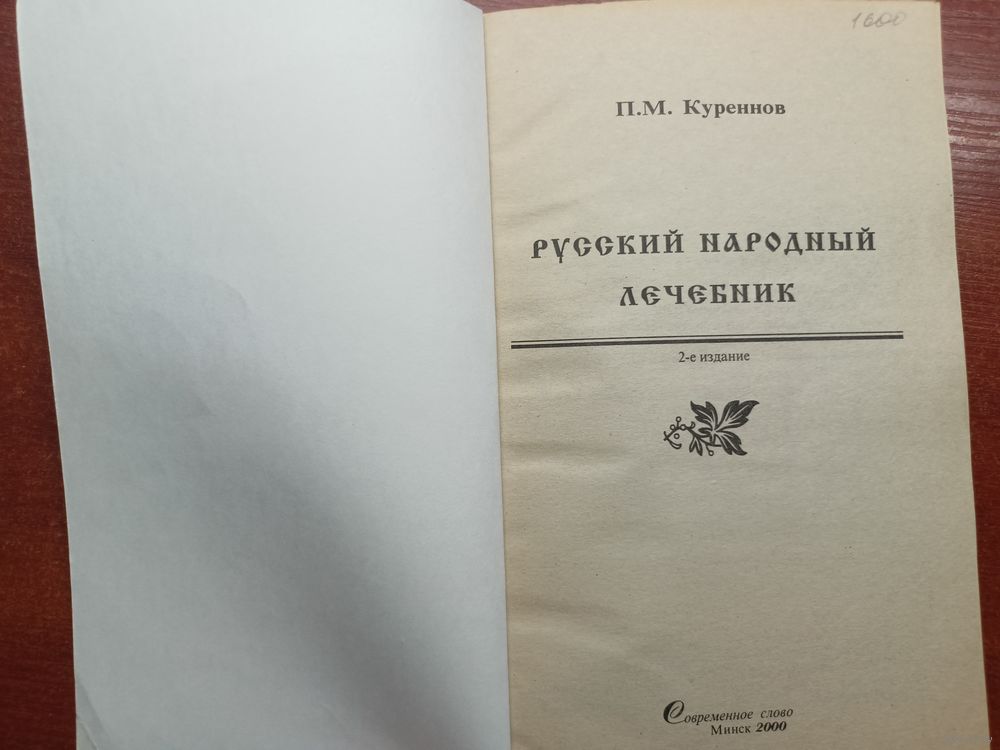 1600
П.М. Куреннов
РУССКИЙ НАРОДНЫЙ
ЛЕЧЕБНИК
2-е издание
Современное слово
Минск 2000